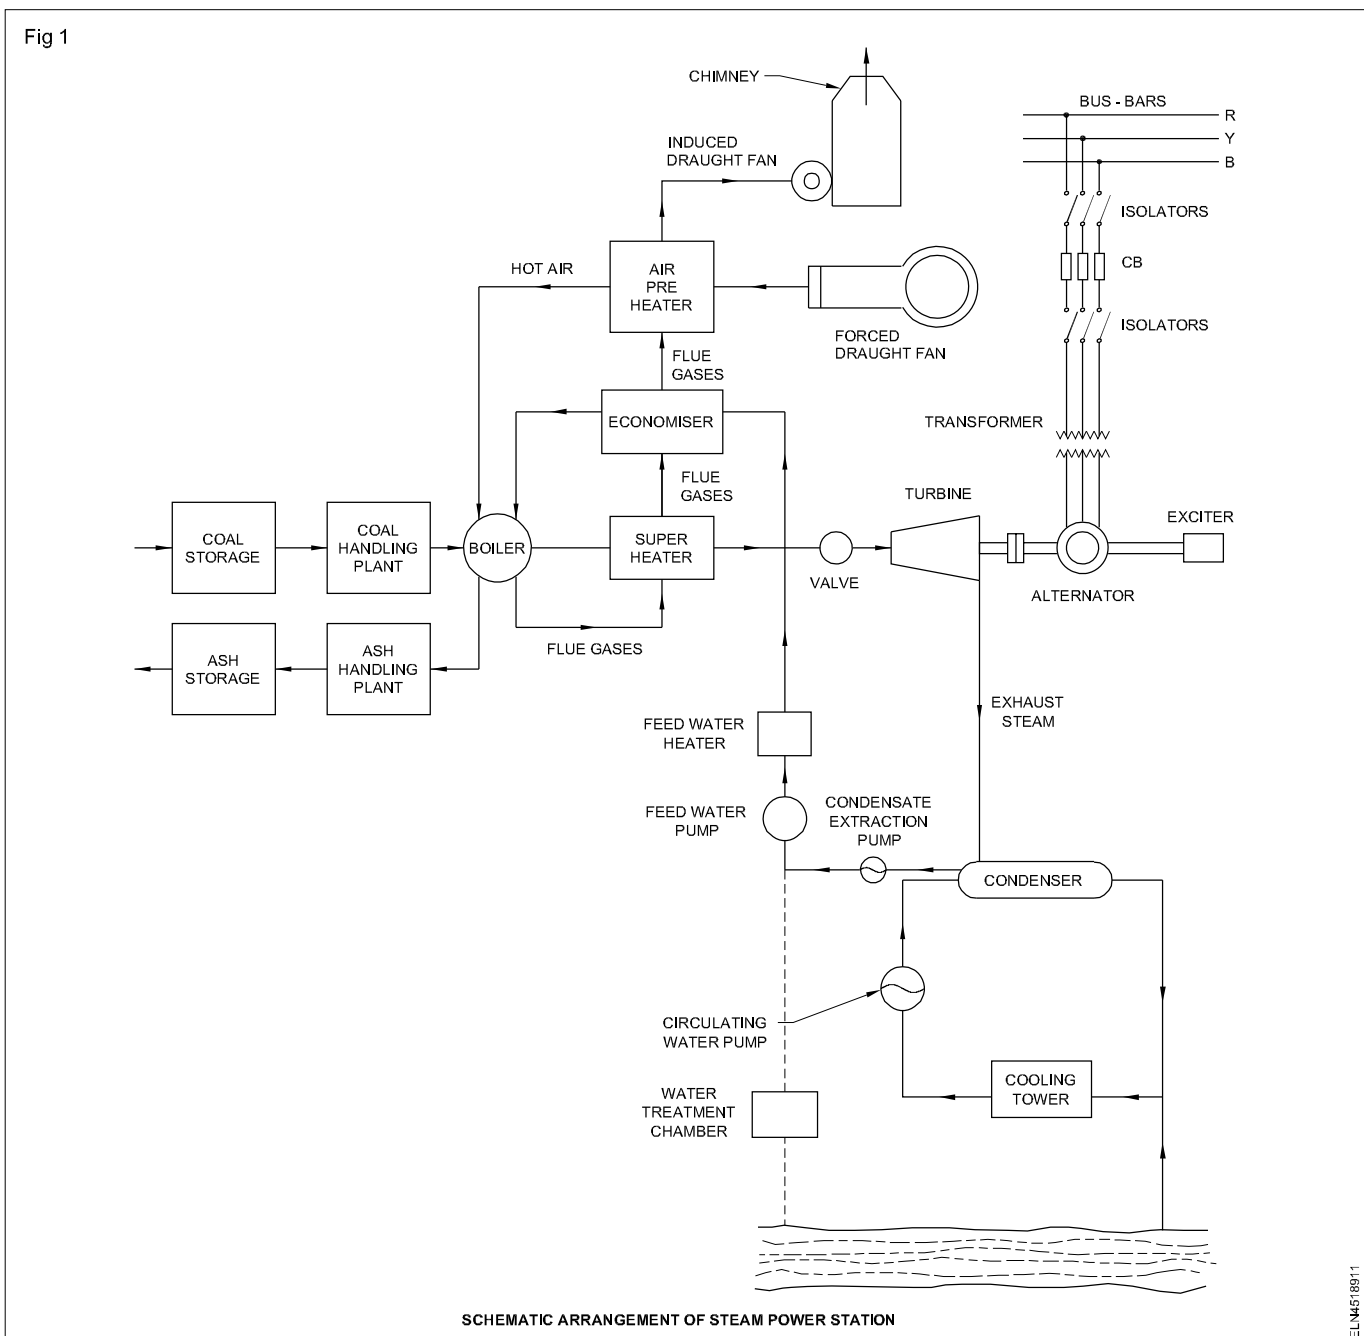 Fig 1
CHIMNEY
BUS - BARS
R
Y
B
INDUCED
DRAUGHT FAN
ISOLATORS
CB
ISOLATORS
HOT AIR
AIR
PRE
HEATER
FORCED
DRAUGHT FAN
FLUE
GASES
ECONOMISER
TRANSFORMER
FLUE
GASES
TURBINE
EXCITER
COAL
STORAGE
COAL
HANDLING
PLANT
BOILER
SUPER
HEATER
VALVE
ALTERNATOR
FLUE GASES
ASH
STORAGE
ASH
HANDLING
PLANT
EXHAUST
STEAM
FEED WATER
HEATER
FEED WATER
PUMP
CONDENSATE
EXTRACTION
PUMP
CONDENSER
CIRCULATING
WATER PUMP
COOLING
TOWER
WATER
TREATMENT
CHAMBER
SCHEMATIC ARRANGEMENT OF STEAM POWER STATION
ELN4518911